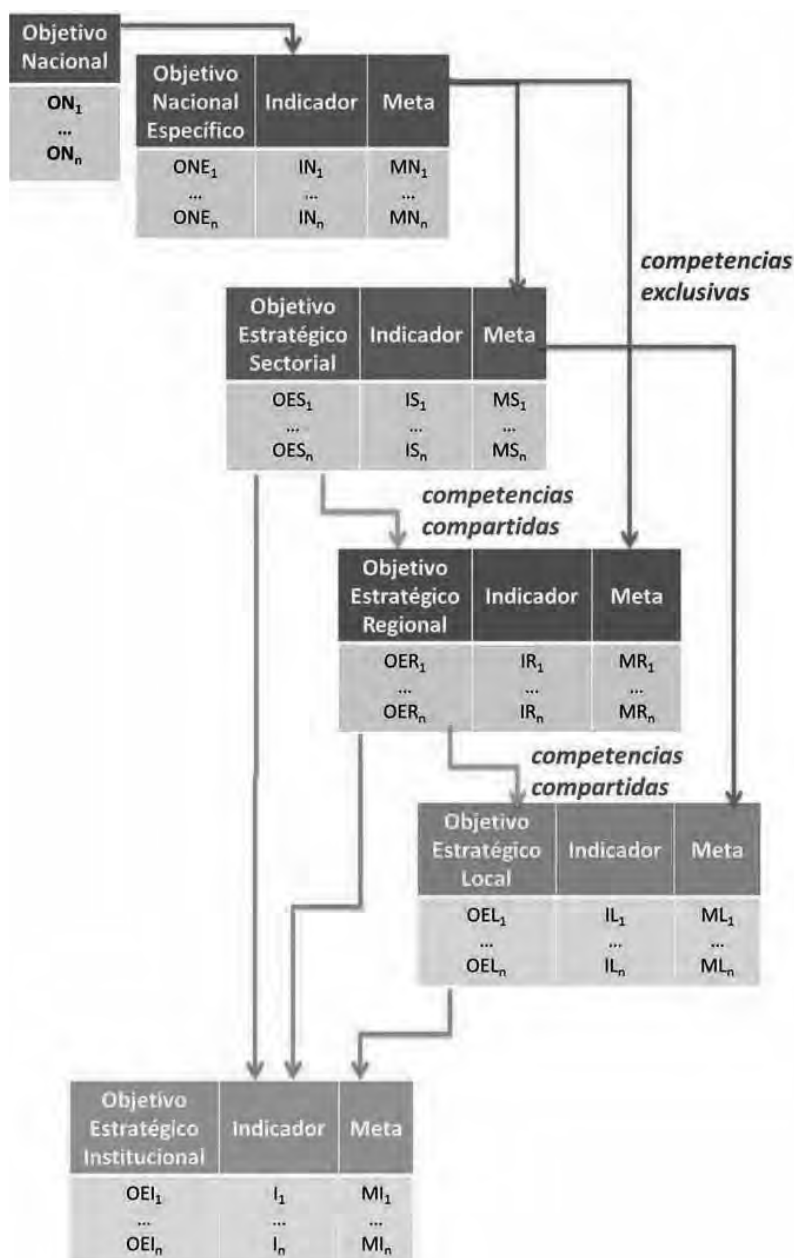 Objetivo
Nacional
ON₁
...
ONₙ
Objetivo
Nacional
Específico
Indicador
Meta
ONE₁ IN₁ MN₁
... ... ...
ONEₙ INₙ MNₙ
competencias
exclusivas
Objetivo
Estratégico
Sectorial
Indicador
Meta
OES₁ IS₁ MS₁
... ... ...
OESₙ ISₙ MSₙ
competencias
compartidas
Objetivo
Estratégico
Regional
Indicador
Meta
OER₁ IR₁ MR₁
... ... ...
OERₙ IRₙ MRₙ
competencias
compartidas
Objetivo
Estratégico
Local
Indicador
Meta
OEL₁ IL₁ ML₁
... ... ...
OELₙ ILₙ MLₙ
Objetivo
Estratégico
Institucional
Indicador
Meta
OEI₁ I₁ MI₁
... ... ...
OEIₙ Iₙ MIₙ